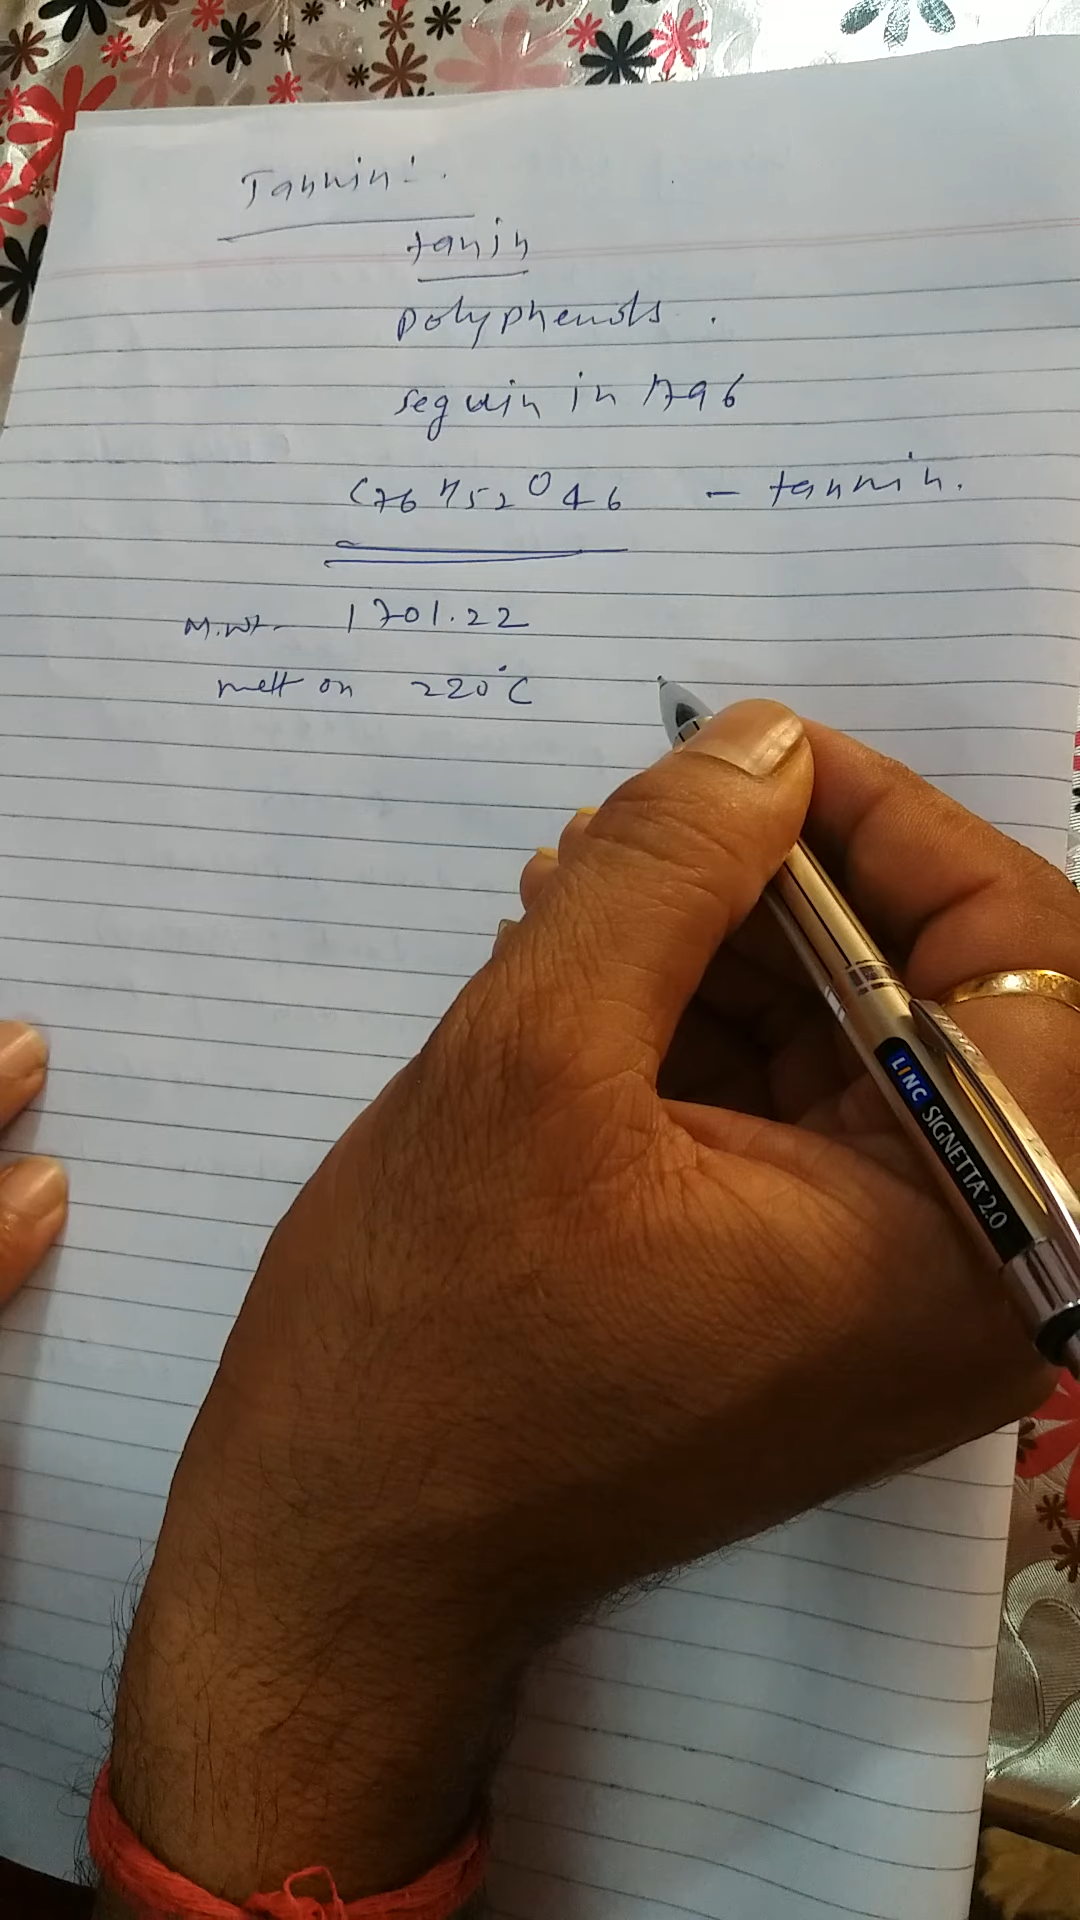 Tannin:-
tanin
polyphenols.
seguin in 1796
C76 H52 O46 - tannin.
M.wt- 1701.22
melt on 220°C
LINC SIGNETTA 2.0